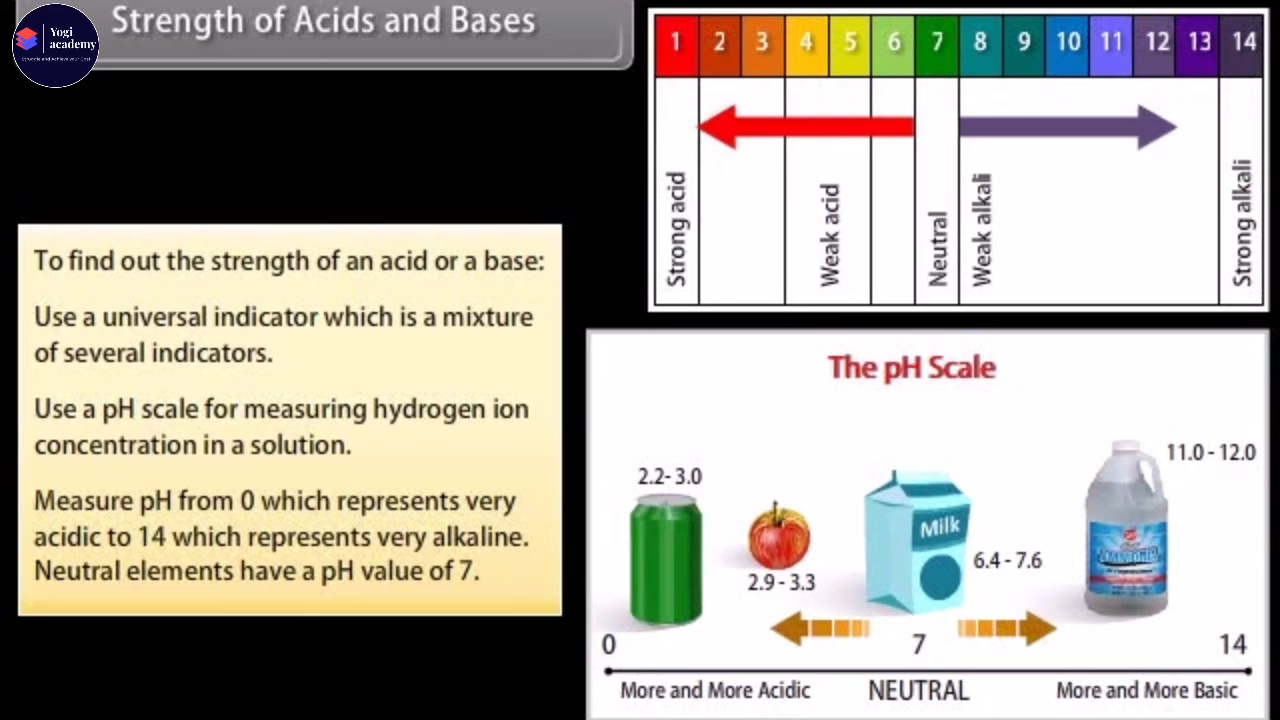 Strength of Acids and Bases
Yogi
academy
Struggle and Achieve your Goal
1 2 3 4 5 6 7 8 9 10 11 12 13 14
Strong acid
Weak acid
Neutral
Weak alkali
Strong alkali
To find out the strength of an acid or a base:
Use a universal indicator which is a mixture
of several indicators.
Use a pH scale for measuring hydrogen ion
concentration in a solution.
Measure pH from 0 which represents very
acidic to 14 which represents very alkaline.
Neutral elements have a pH value of 7.
The pH Scale
2.2- 3.0
2.9 - 3.3
Milk
6.4 - 7.6
11.0 - 12.0
0 7 14
More and More Acidic NEUTRAL More and More Basic